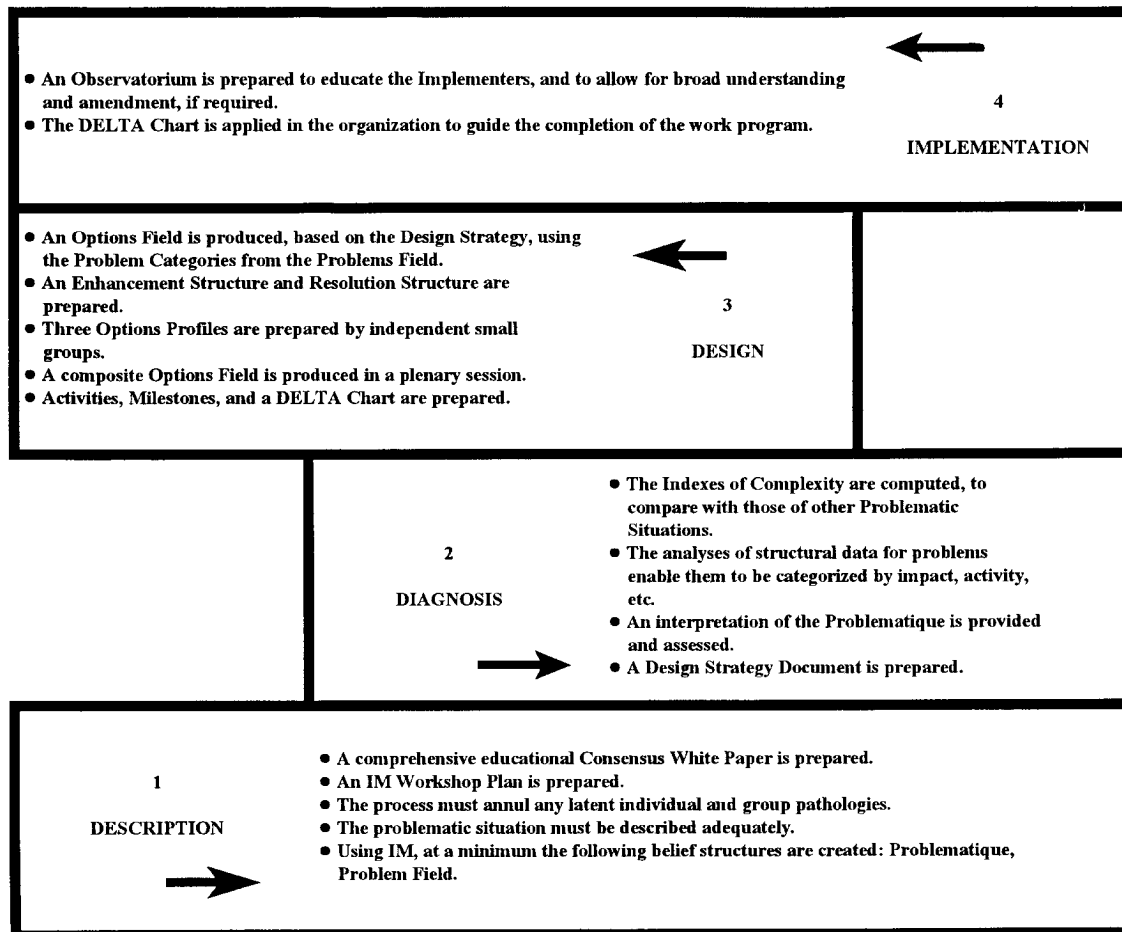 ● An Observatorium is prepared to educate the Implementers, and to allow for broad understanding
and amendment, if required.
● The DELTA Chart is applied in the organization to guide the completion of the work program.
4
IMPLEMENTATION
● An Options Field is produced, based on the Design Strategy, using
the Problem Categories from the Problems Field.
● An Enhancement Structure and Resolution Structure are
prepared.
● Three Options Profiles are prepared by independent small
groups.
● A composite Options Field is produced in a plenary session.
● Activities, Milestones, and a DELTA Chart are prepared.
3
DESIGN
2
DIAGNOSIS
● The Indexes of Complexity are computed, to
compare with those of other Problematic
Situations.
● The analyses of structural data for problems
enable them to be categorized by impact, activity,
etc.
● An interpretation of the Problematique is provided
and assessed.
● A Design Strategy Document is prepared.
1
DESCRIPTION
● A comprehensive educational Consensus White Paper is prepared.
● An IM Workshop Plan is prepared.
● The process must annul any latent individual and group pathologies.
● The problematic situation must be described adequately.
● Using IM, at a minimum the following belief structures are created: Problematique,
Problem Field.